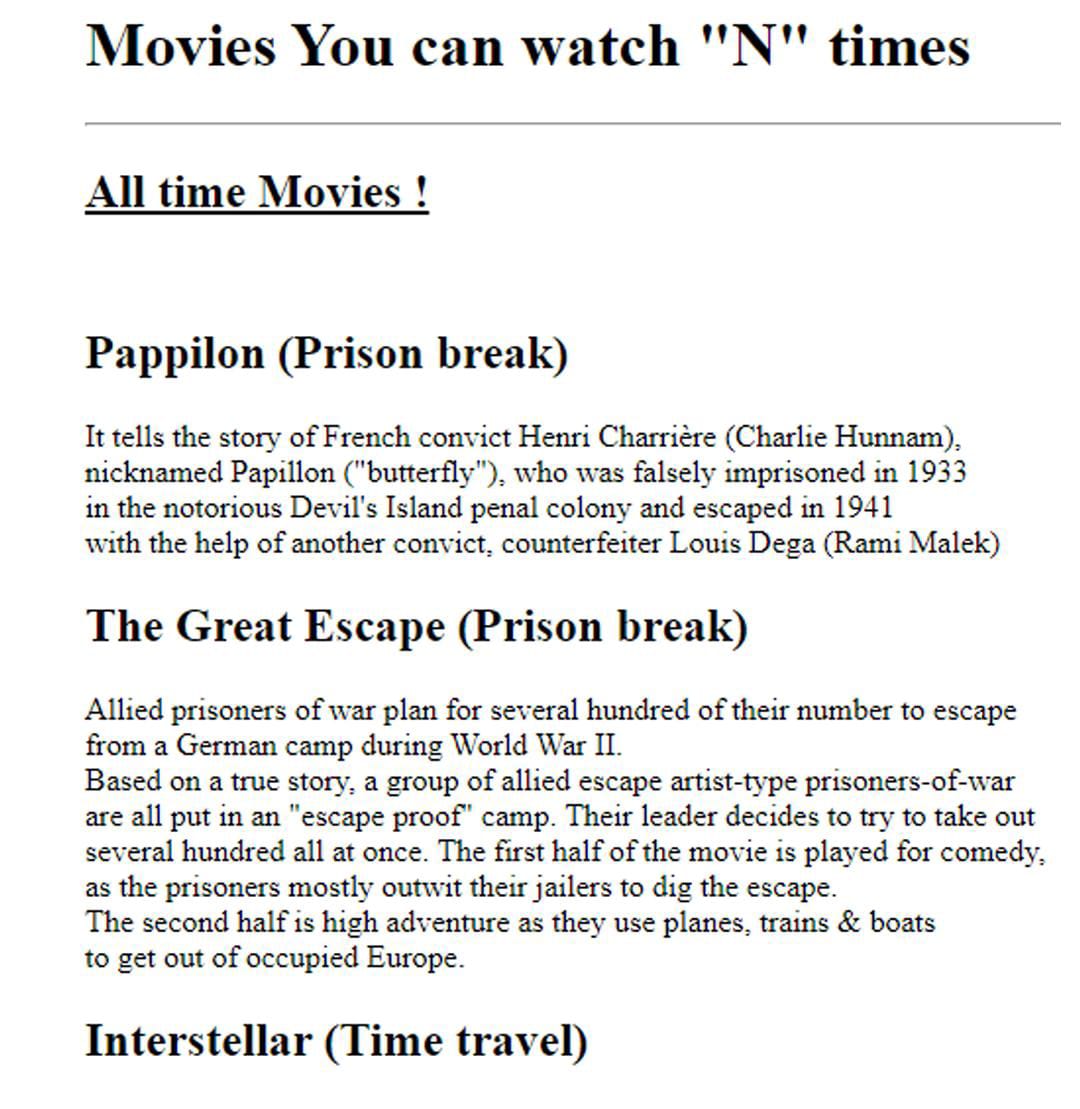 Movies You can watch "N" times
All time Movies !
Pappilon (Prison break)
It tells the story of French convict Henri Charrière (Charlie Hunnam),
nicknamed Papillon ("butterfly"), who was falsely imprisoned in 1933
in the notorious Devil's Island penal colony and escaped in 1941
with the help of another convict, counterfeiter Louis Dega (Rami Malek)
The Great Escape (Prison break)
Allied prisoners of war plan for several hundred of their number to escape
from a German camp during World War II.
Based on a true story, a group of allied escape artist-type prisoners-of-war
are all put in an "escape proof" camp. Their leader decides to try to take out
several hundred all at once. The first half of the movie is played for comedy,
as the prisoners mostly outwit their jailers to dig the escape.
The second half is high adventure as they use planes, trains & boats
to get out of occupied Europe.
Interstellar (Time travel)